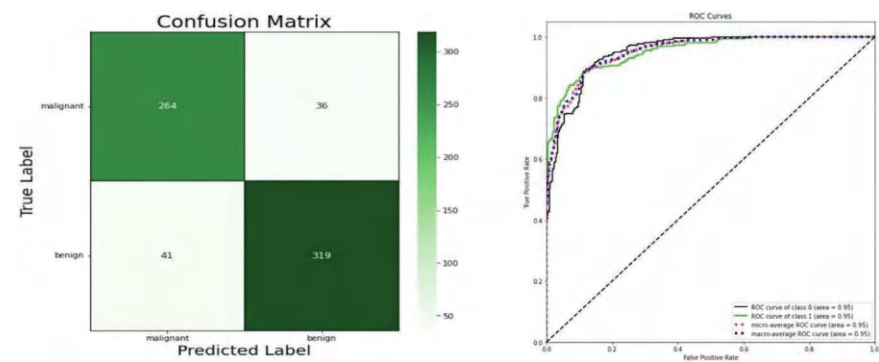 Confusion Matrix
True Label
malignant
264
36
benign
41
319
malignant
benign
Predicted Label
300
250
200
150
100
50
ROC Curves
True Positive Rate
1.0
0.8
0.6
0.4
0.2
0.0
ROC curve of class 0 (area = 0.95)
ROC curve of class 1 (area = 0.95)
micro-average ROC curve (area = 0.95)
macro-average ROC curve (area = 0.95)
0.0
0.2
0.4
0.6
0.8
1.0
False Positive Rate